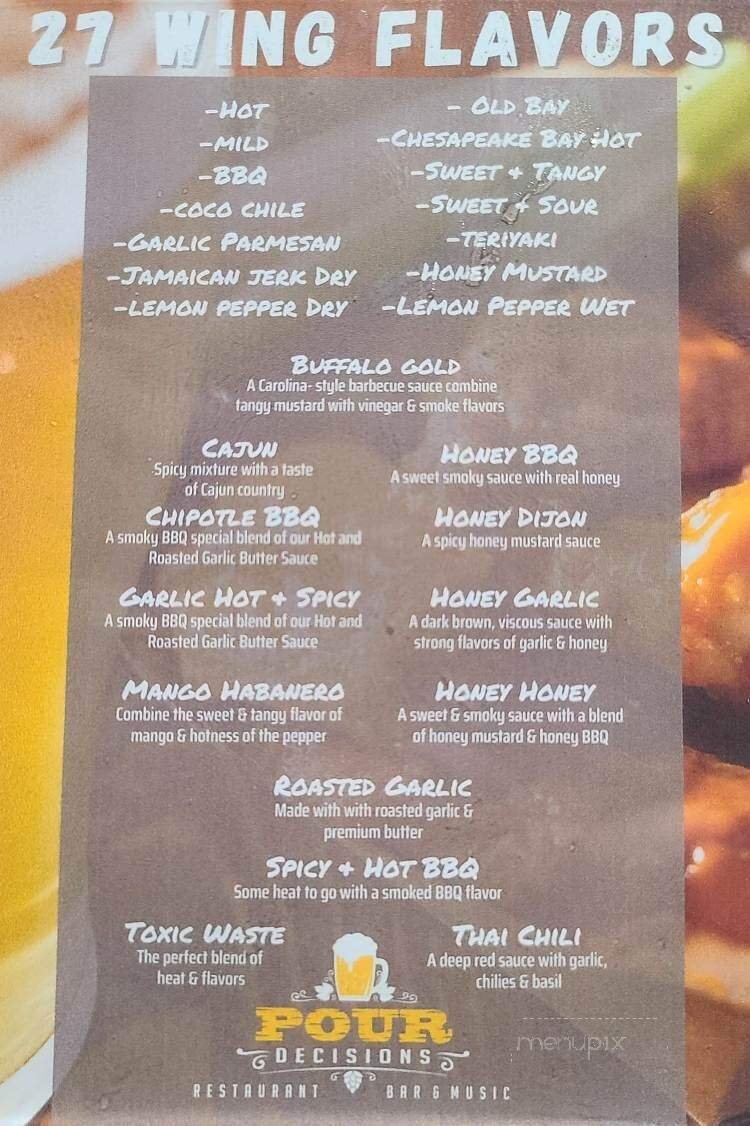 27 WING FLAVORS
-HOT
-MILD
-BBQ
-COCO CHILE
-GARLIC PARMESAN
-JAMAICAN JERK DRY
-LEMON PEPPER DRY
- OLD BAY
-CHESAPEAKE BAY HOT
-SWEET + TANGY
-SWEET + SOUR
-TERIYAKI
-HONEY MUSTARD
-LEMON PEPPER WET
BUFFALO GOLD
A Carolina- style barbecue sauce combine
tangy mustard with vinegar & smoke flavors
CAJUN
Spicy mixture with a taste
of Cajun country
HONEY BBQ
A sweet smoky sauce with real honey
CHIPOTLE BBQ
A smoky BBQ special blend of our Hot and
Roasted Garlic Butter Sauce
HONEY DIJON
A spicy honey mustard sauce
GARLIC HOT + SPICY
A smoky BBQ special blend of our Hot and
Roasted Garlic Butter Sauce
HONEY GARLIC
A dark brown, viscous sauce with
strong flavors of garlic & honey
MANGO HABANERO
Combine the sweet & tangy flavor of
mango & hotness of the pepper
HONEY HONEY
A sweet & smoky sauce with a blend
of honey mustard & honey BBQ
ROASTED GARLIC
Made with with roasted garlic &
premium butter
SPICY + HOT BBQ
Some heat to go with a smoked BBQ flavor
TOXIC WASTE
The perfect blend of
heat & flavors
THAI CHILI
A deep red sauce with garlic,
chilies & basil
POUR
DECISIONS
RESTAURANT BAR & MUSIC
menupix